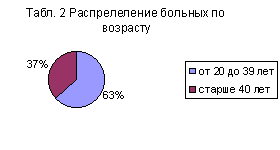 Табл. 2 Распрелеление больных по
возрасту
37%
63%
от 20 до 39 лет
старше 40 лет